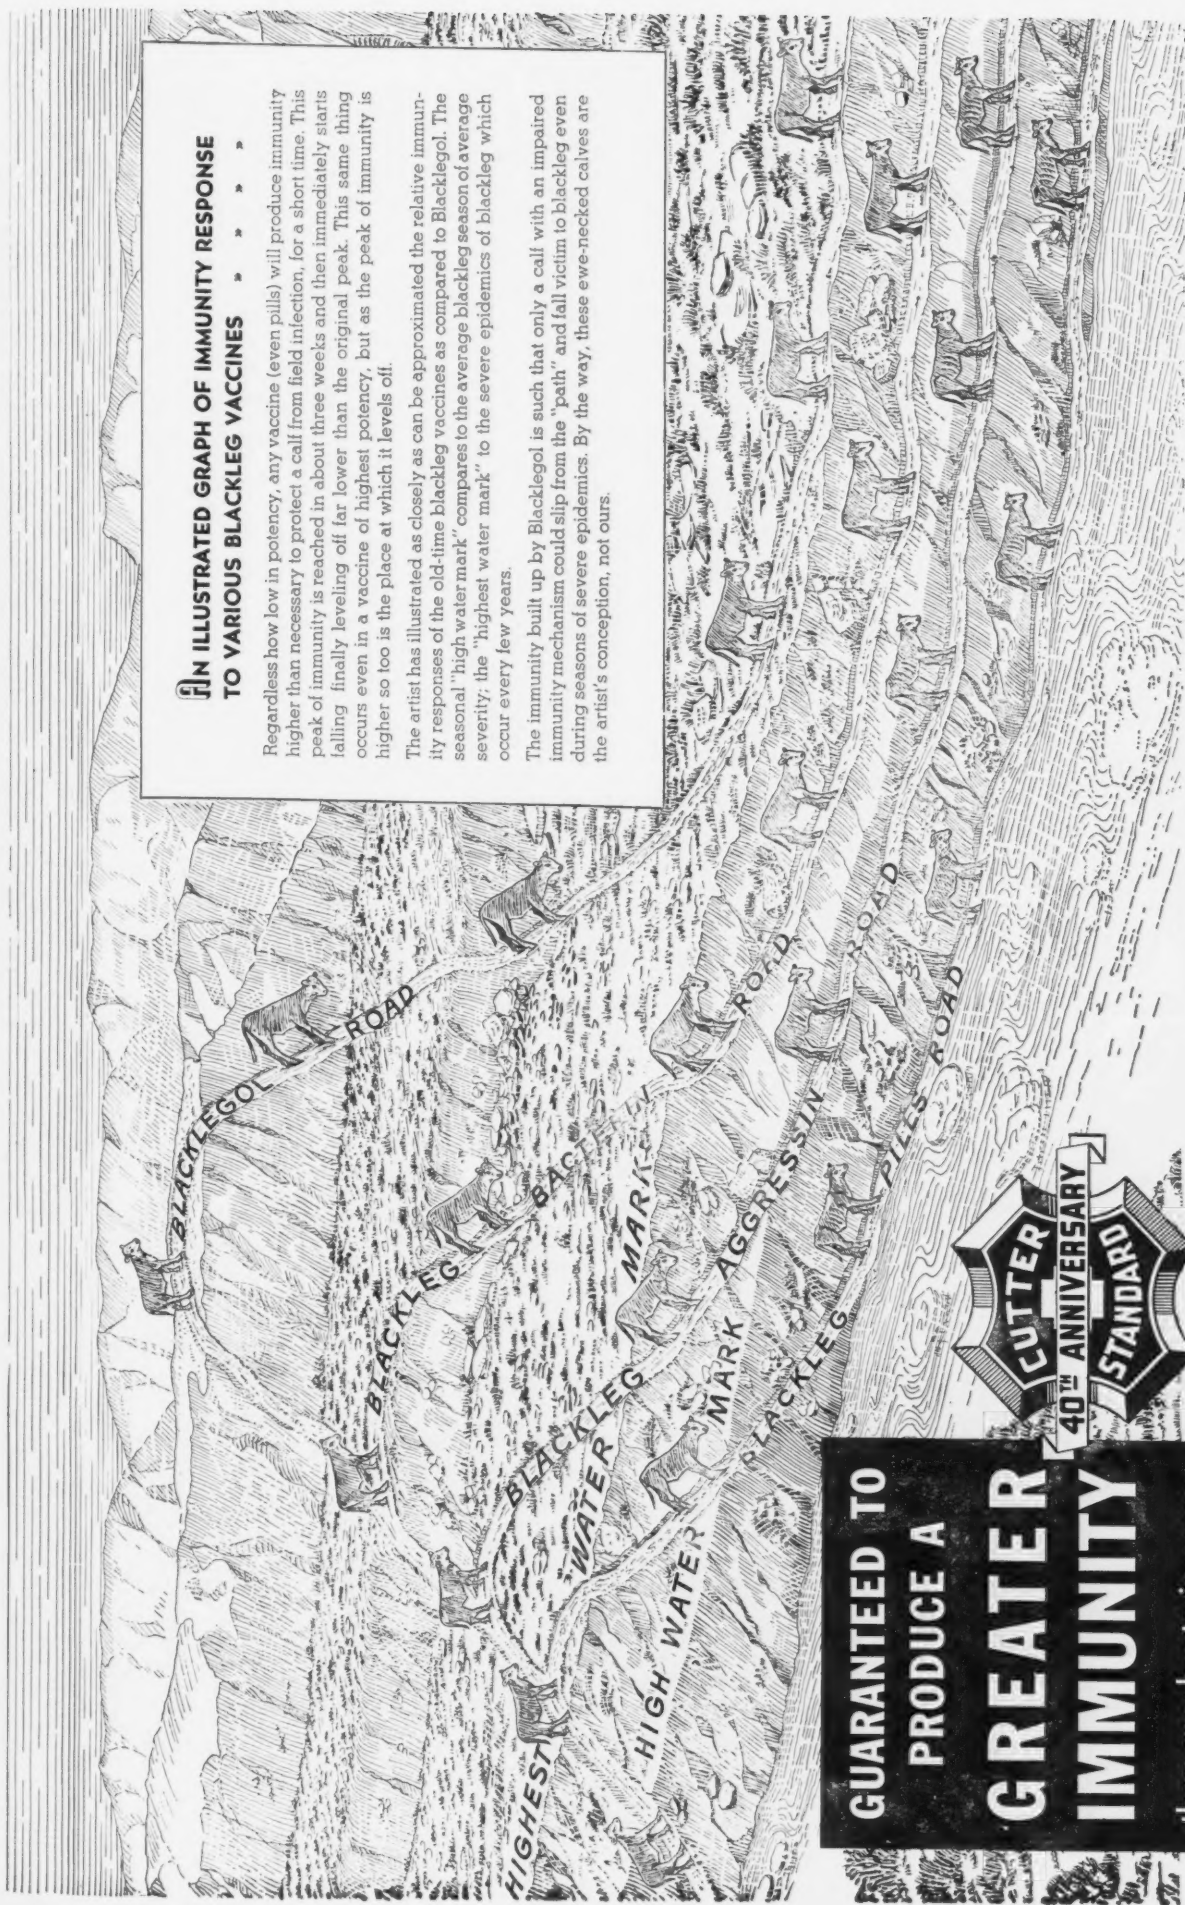 AN ILLUSTRATED GRAPH OF IMMUNITY RESPONSE
TO VARIOUS BLACKLEG VACCINES » » » » »
Regardless how low in potency, any vaccine (even pills) will produce immunity
higher than necessary to protect a calf from field infection, for a short time. This
peak of immunity is reached in about three weeks and then immediately starts
falling finally leveling off far lower than the original peak. This same thing
occurs even in a vaccine of highest potency, but as the peak of immunity is
higher so too is the place at which it levels off.
The artist has illustrated as closely as can be approximated the relative immun-
ity responses of the old-time blackleg vaccines as compared to Blacklegol. The
seasonal "high water mark" compares to the average blackleg season of average
severity; the "highest water mark" to the severe epidemics of blackleg which
occur every few years.
The immunity built up by Blacklegol is such that only a calf with an impaired
immunity mechanism could slip from the "path" and fall victim to blackleg even
during seasons of severe epidemics. By the way, these ewe-necked calves are
the artist's conception, not ours.
BLACKLEGOL ROAD
BLACKLEG BACTERIN ROAD
HIGHEST WATER MARK
BLACKLEG AGGRESSIN ROAD
HIGH WATER MARK
BLACKLEG PILLS ROAD
GUARANTEED TO
PRODUCE A
GREATER
IMMUNITY
CUTTER
40TH ANNIVERSARY
STANDARD